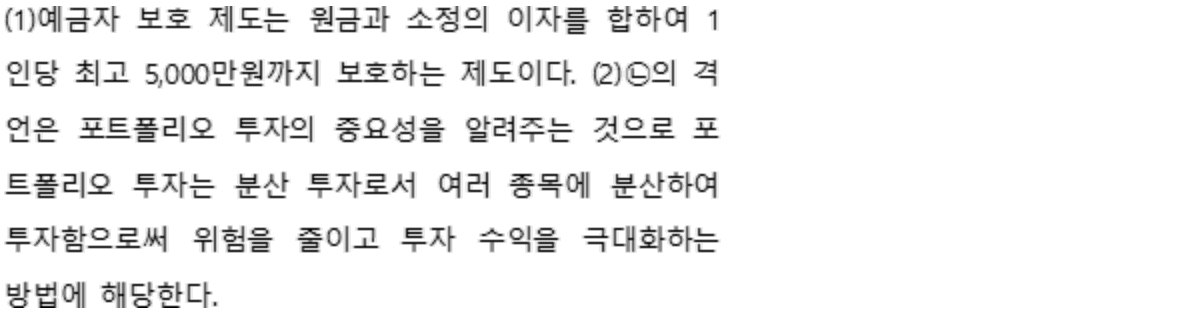 (1)예금자 보호 제도는 원금과 소정의 이자를 합하여 1
인당 최고 5,000만원까지 보호하는 제도이다. (2)㉡의 격
언은 포트폴리오 투자의 중요성을 알려주는 것으로 포
트폴리오 투자는 분산 투자로서 여러 종목에 분산하여
투자함으로써 위험을 줄이고 투자 수익을 극대화하는
방법에 해당한다.